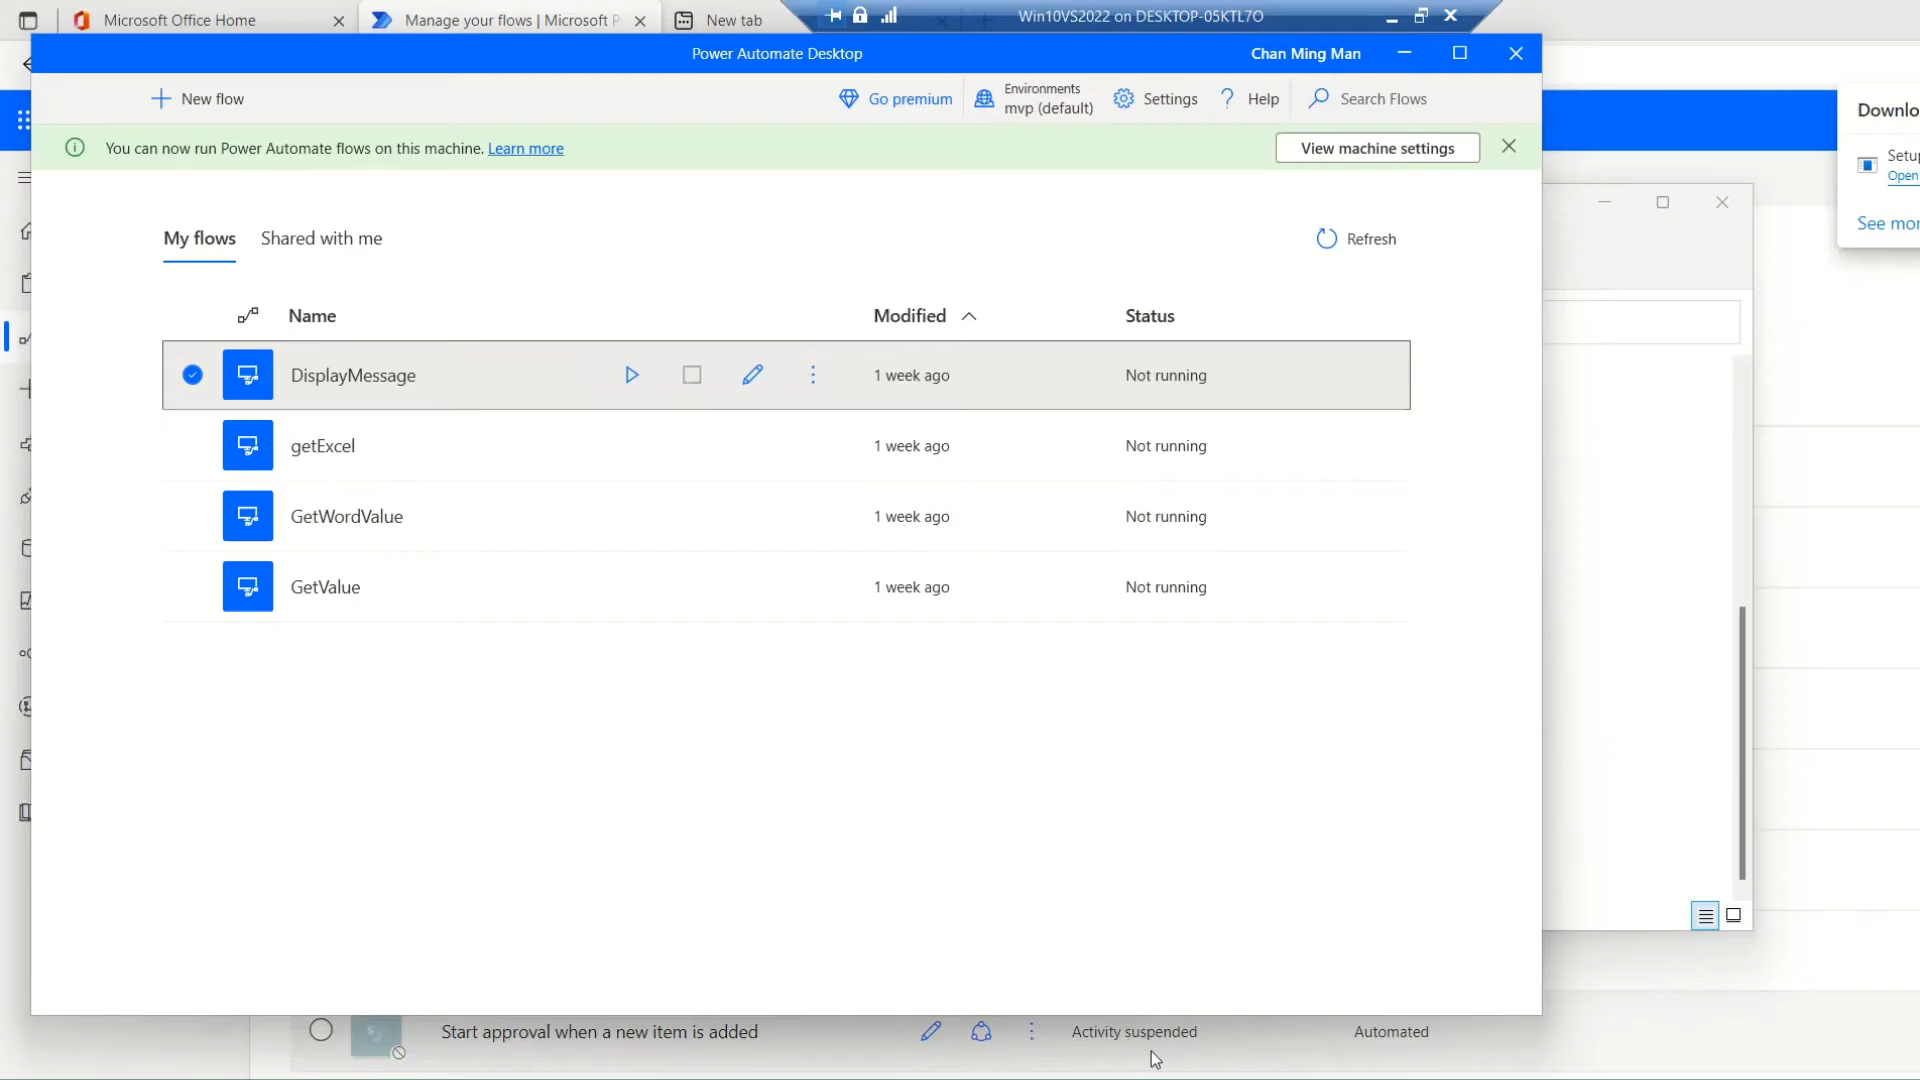 Microsoft Office Home
Manage your flows | Microsoft P
New tab
Win10VS2022 on DESKTOP-05KTL7O
Power Automate Desktop
Chan Ming Man
New flow
Go premium
Environments
mvp (default)
Settings
Help
Search Flows
You can now run Power Automate flows on this machine. Learn more
View machine settings
Downlo
Setup
Open
See mor
My flows
Shared with me
Refresh
Name
Modified
Status
DisplayMessage
1 week ago
Not running
getExcel
1 week ago
Not running
GetWordValue
1 week ago
Not running
GetValue
1 week ago
Not running
Start approval when a new item is added
Activity suspended
Automated